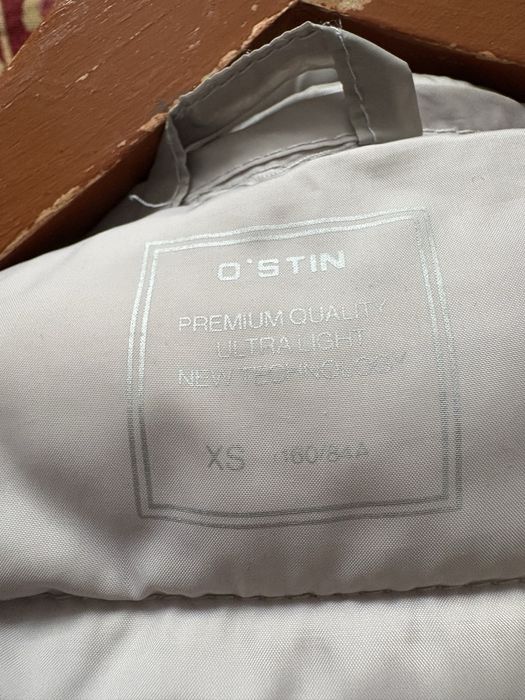 O'STIN
PREMIUM QUALITY
ULTRA LIGHT
NEW TECHNOLOGY
XS 160/84A